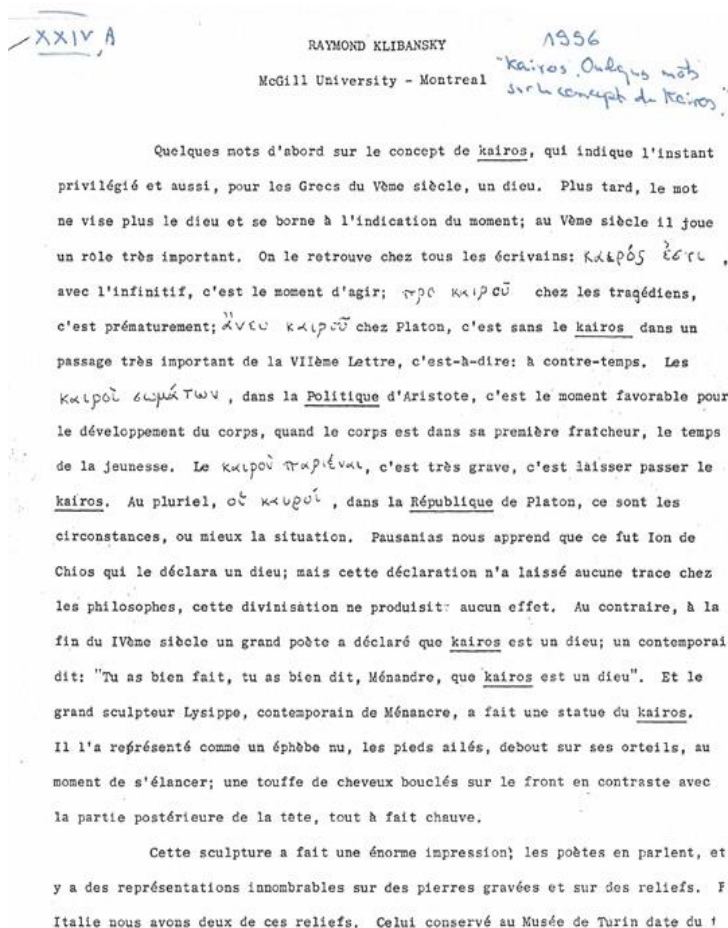 XXIV A
RAYMOND KLIBANSKY
1996
McGill University - Montreal
"Kairos. Quelques mots
sur le concept de Kairos."
Quelques mots d'abord sur le concept de kairos, qui indique l'instant
privilégié et aussi, pour les Grecs du Vème siècle, un dieu. Plus tard, le mot
ne vise plus le dieu et se borne à l'indication du moment; au Vème siècle il joue
un rôle très important. On le retrouve chez tous les écrivains: καιρός ἐστι ,
avec l'infinitif, c'est le moment d'agir; προ καιροῦ chez les tragédiens,
c'est prématurement; ἄνευ καιροῦ chez Platon, c'est sans le kairos dans un
passage très important de la VIIème Lettre, c'est-à-dire: à contre-temps. Les
καιροὶ σωμάτων , dans la Politique d'Aristote, c'est le moment favorable pour
le développement du corps, quand le corps est dans sa première fraîcheur, le temps
de la jeunesse. Le καιροὺ παριέναι, c'est très grave, c'est laisser passer le
kairos. Au pluriel, οἱ καιροί , dans la République de Platon, ce sont les
circonstances, ou mieux la situation. Pausanias nous apprend que ce fut Ion de
Chios qui le déclara un dieu; mais cette déclaration n'a laissé aucune trace chez
les philosophes, cette divinisation ne produisit aucun effet. Au contraire, à la
fin du IVème siècle un grand poète a déclaré que kairos est un dieu; un contemporai
dit: "Tu as bien fait, tu as bien dit, Ménandre, que kairos est un dieu". Et le
grand sculpteur Lysippe, contemporain de Ménancre, a fait une statue du kairos.
Il l'a représenté comme un éphèbe nu, les pieds ailés, debout sur ses orteils, au
moment de s'élancer; une touffe de cheveux bouclés sur le front en contraste avec
la partie postérieure de la tête, tout à fait chauve.
Cette sculpture a fait une énorme impression; les poètes en parlent, et
y a des représentations innombrables sur des pierres gravées et sur des reliefs.
Italie nous avons deux de ces reliefs. Celui conservé au Musée de Turin date du